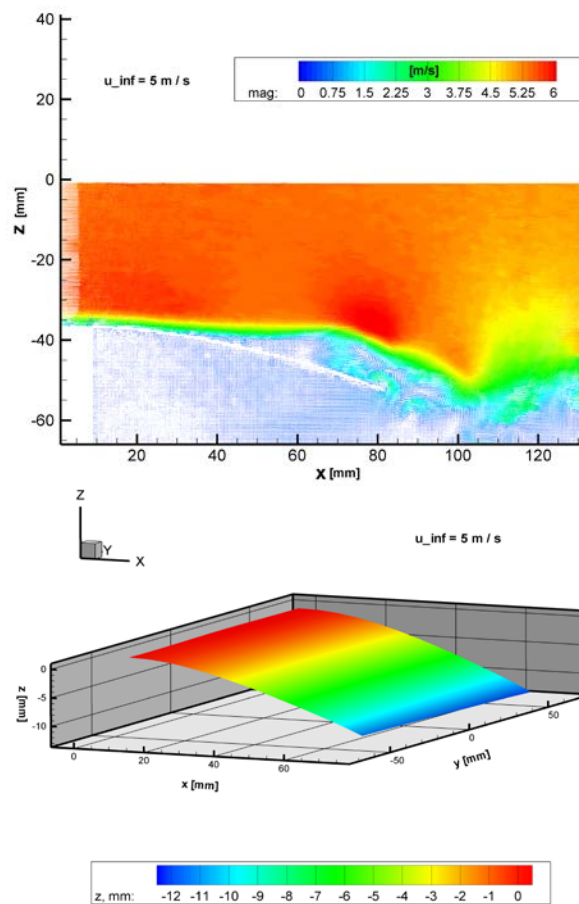 40
u_inf = 5 m / s
[m/s]
mag: 0 0.75 1.5 2.25 3 3.75 4.5 5.25 6
20
0
Z [mm]
-20
-40
-60
0 20 40 60 80 100 120
X [mm]
Z
Y
X
u_inf = 5 m / s
0
-5
-10
z [mm]
0 20 40 60
x [mm]
-50 0 50
y [mm]
z, mm: -12 -11 -10 -9 -8 -7 -6 -5 -4 -3 -2 -1 0